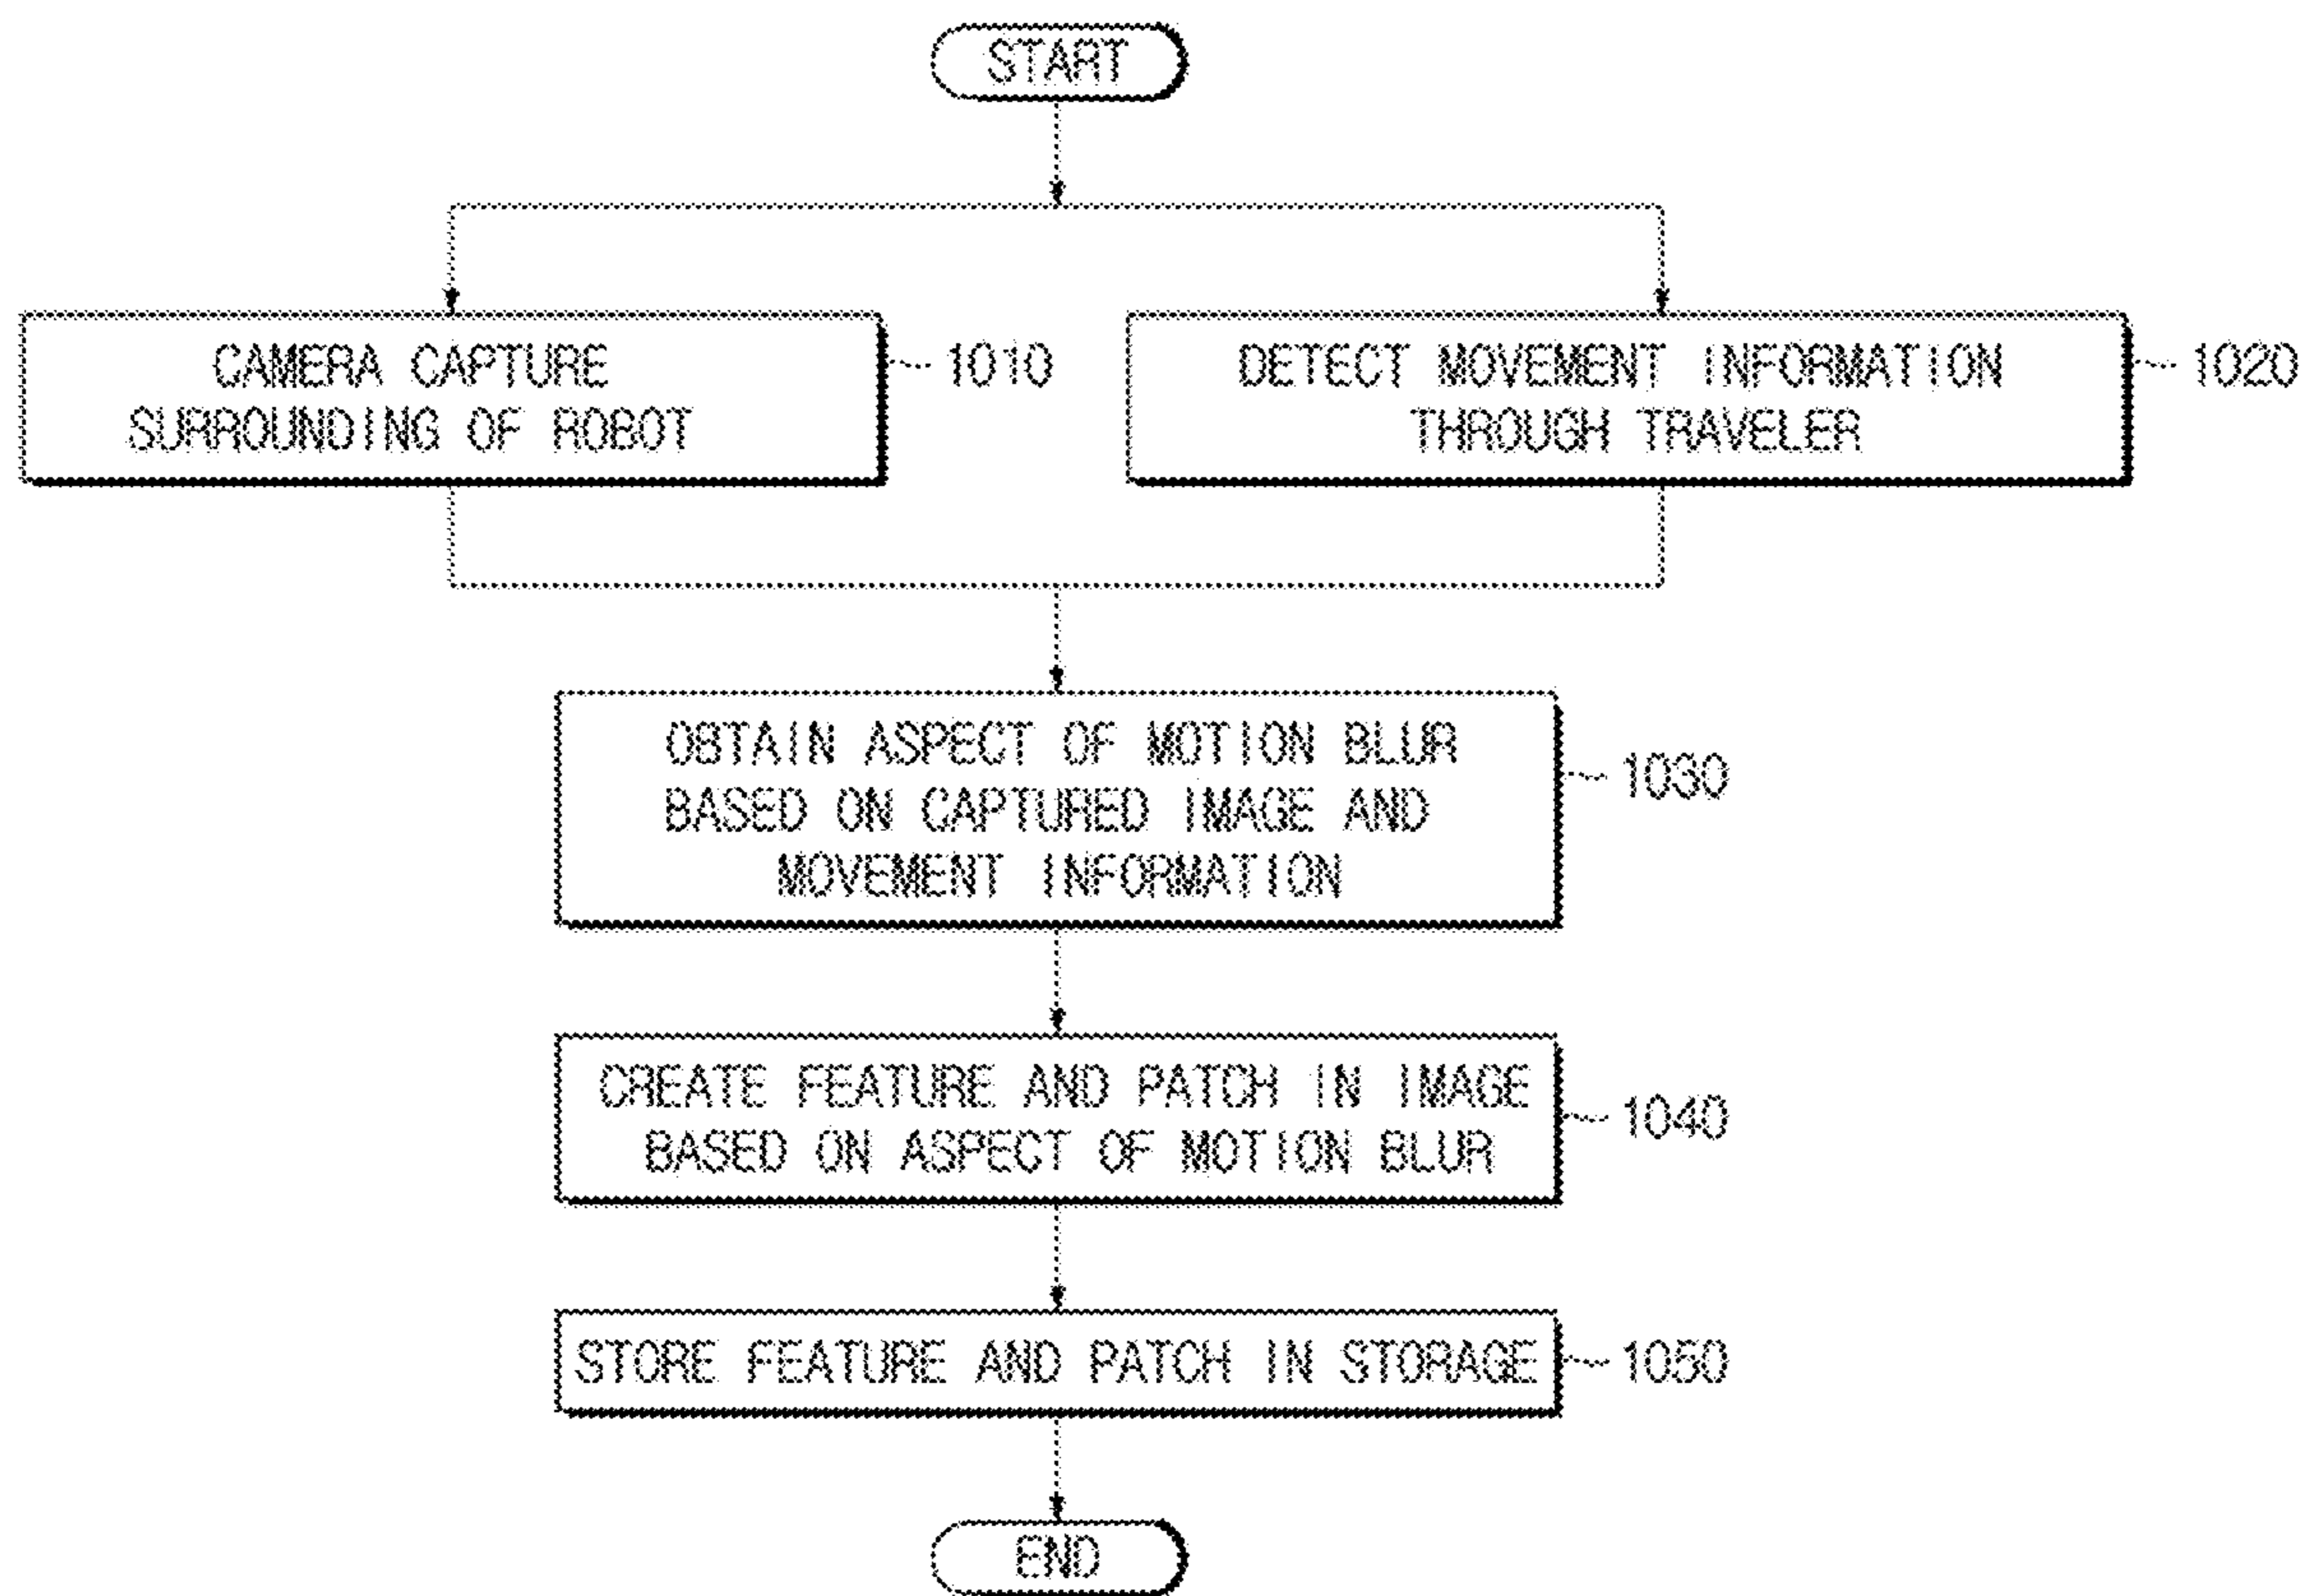 START
CAMERA CAPTURE
SURROUNDING OF ROBOT
1010
DETECT MOVEMENT INFORMATION
THROUGH TRAVELER
1020
OBTAIN ASPECT OF MOTION BLUR
BASED ON CAPTURED IMAGE AND
MOVEMENT INFORMATION
1030
CREATE FEATURE AND PATCH IN IMAGE
BASED ON ASPECT OF MOTION BLUR
1040
STORE FEATURE AND PATCH IN STORAGE
1050
END